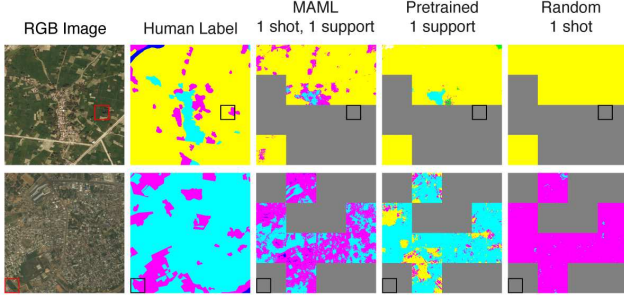 RGB Image
Human Label
MAML
1 shot, 1 support
Pretrained
1 support
Random
1 shot